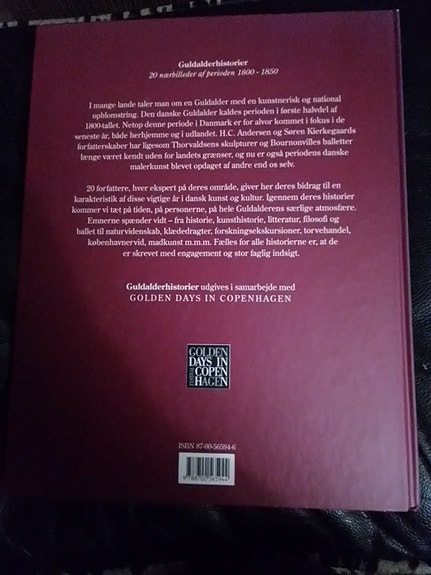 Guldalderhistorier
20 nærbilleder af perioden 1800 - 1850
I mange lande taler man om en Guldalder med en kunstnerisk og national
opblomstring. Den danske Guldalder kaldes perioden i første halvdel af
1800-tallet. Netop denne periode i Danmark er for alvor kommet i fokus i de
seneste år, både herhjemme og i udlandet. H.C. Andersen og Søren Kierkegaards
forfatterskaber har ligesom Thorvaldsens skulpturer og Bournonvilles balletter
længe været kendt uden for landets grænser, og nu er også periodens danske
malerkunst blevet opdaget af andre end os selv.
20 forfattere, hver ekspert på deres område, giver her deres bidrag til en
karakteristik af disse vigtige år i dansk kunst og kultur. Igennem deres historier
kommer vi tæt på tiden, på personerne, på hele Guldalderens særlige atmosfære.
Emnerne spænder vidt – fra historie, kunsthistorie, litteratur, filosofi og
ballet til naturvidenskab, klædedragter, forskningsekskursioner, torvehandel,
københavnervid, madkunst m.m.m. Fælles for alle historierne er, at de
er skrevet med engagement og stor faglig indsigt.
Guldalderhistorier udgives i samarbejde med
GOLDEN DAYS IN COPENHAGEN
GOLDEN
DAYS IN
COPEN
HAGEN
FESTIVAL
ISBN 87-00-56594-6
9 788700 565944